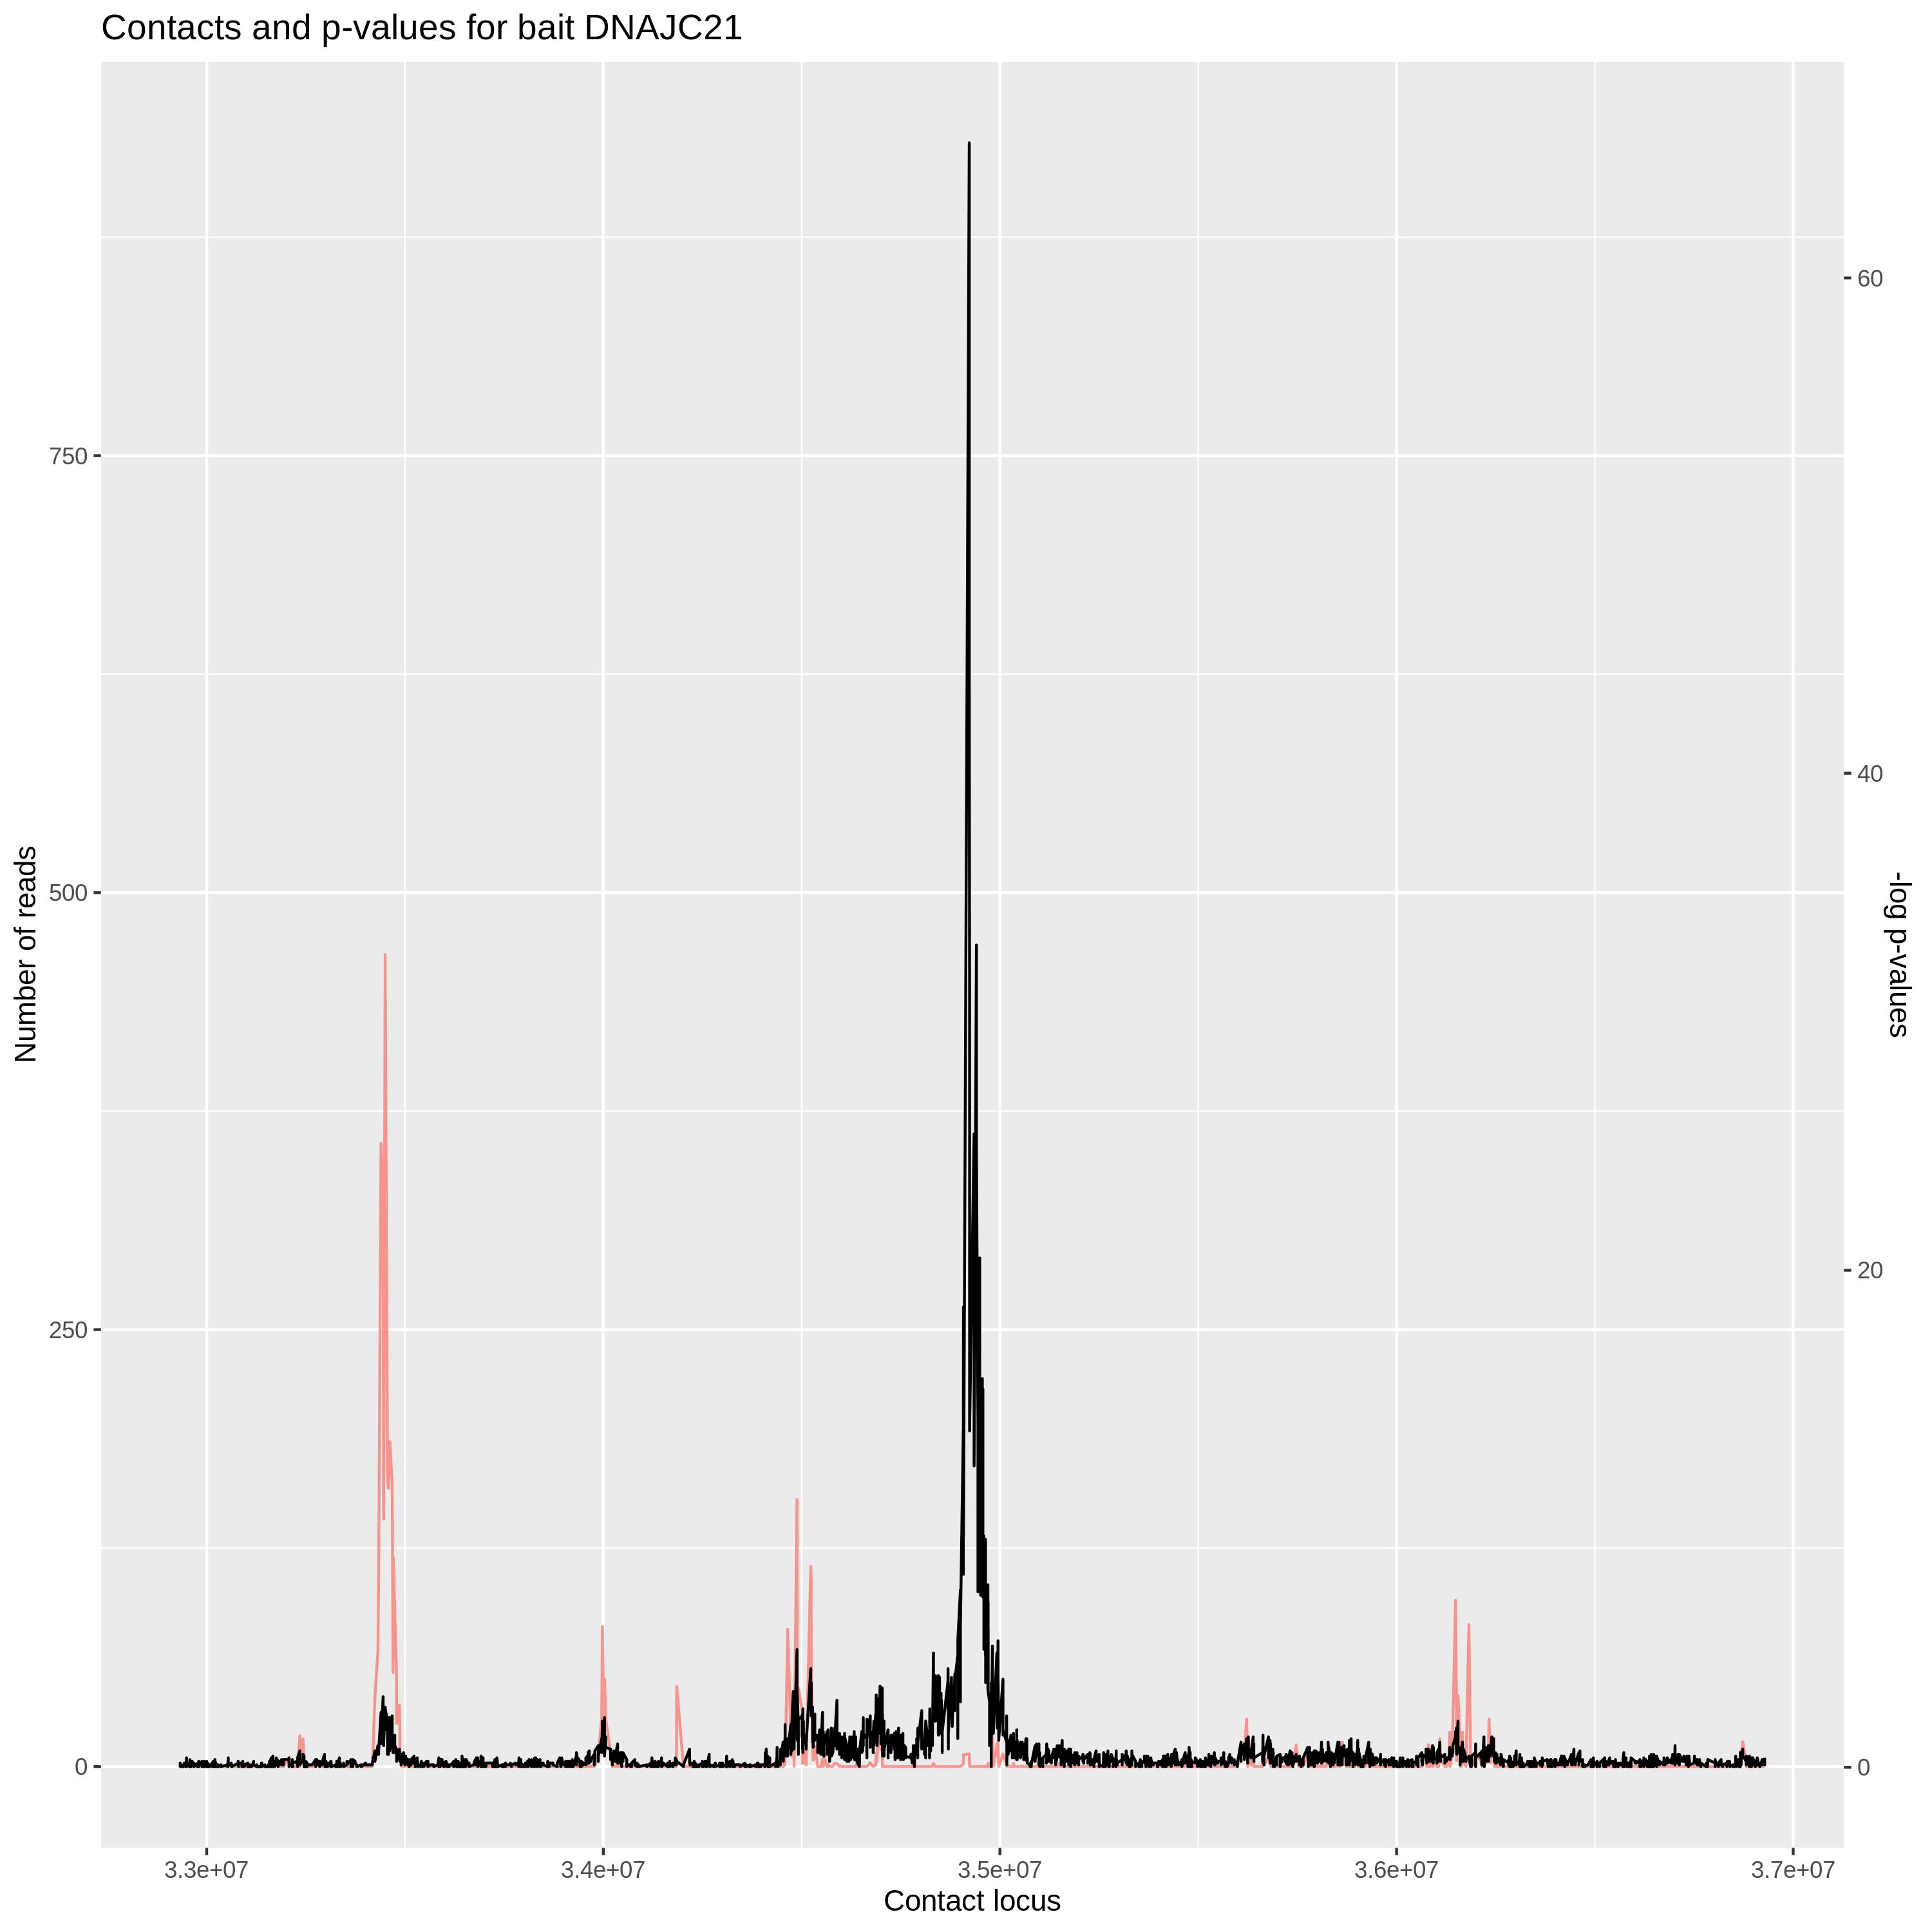 Contacts and p-values for bait DNAJC21
750
500
250
0
Number of reads
60
40
20
0
-log p-values
3.3e+07 3.4e+07 3.5e+07 3.6e+07 3.7e+07
Contact locus